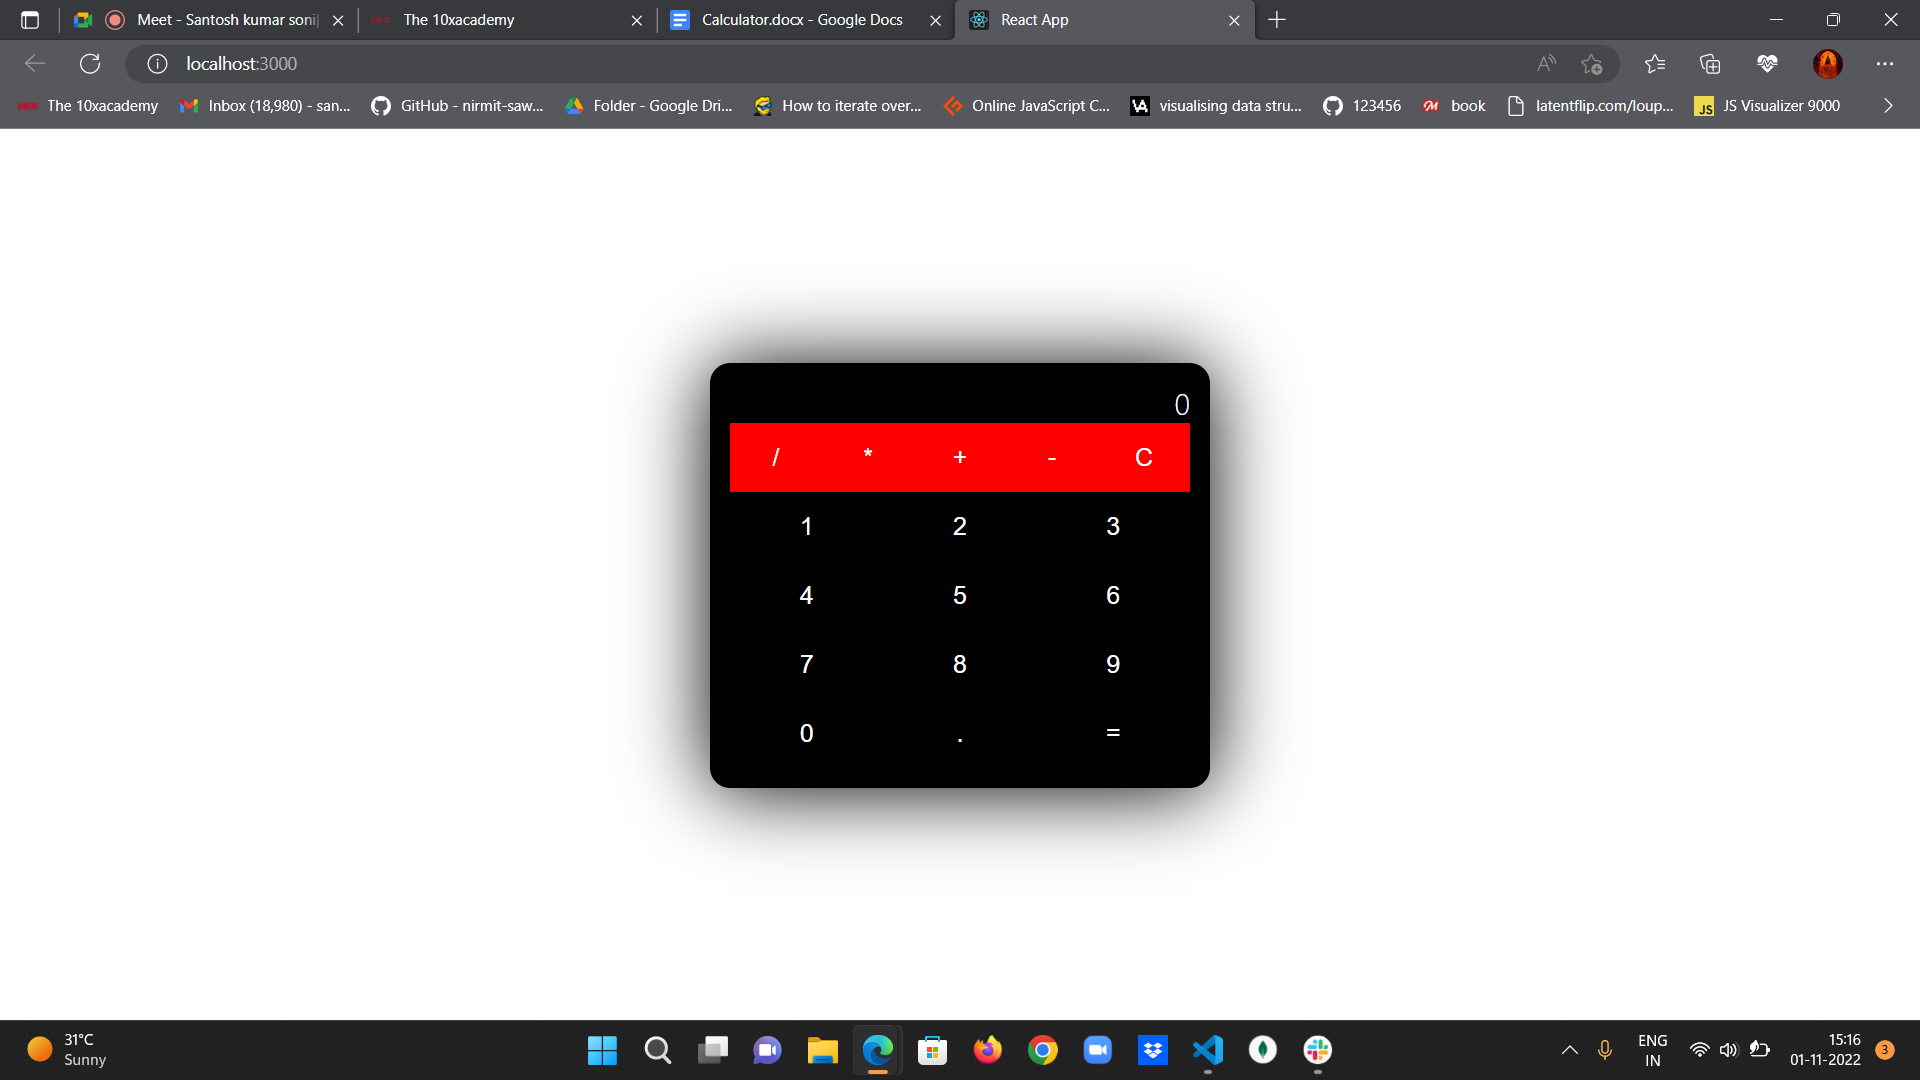 Meet - Santosh kumar soni
The 10xacademy
Calculator.docx - Google Docs
React App
localhost:3000
The 10xacademy
Inbox (18,980) - san...
GitHub - nirmit-saw...
Folder - Google Dri...
How to iterate over...
Online JavaScript C...
visualising data stru...
123456
book
latentflip.com/loup...
JS Visualizer 9000
0
/ * + - C
1 2 3
4 5 6
7 8 9
0 . =
31°C
Sunny
ENG
IN
15:16
01-11-2022
3